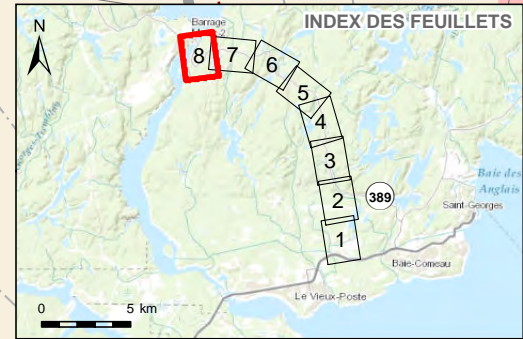 INDEX DES FEUILLETS
N
Barrage
8
7
6
5
4
3
2
1
389
Baie des
Anglais
Saint-Georges
Baie-Comeau
Le Vieux-Poste
0 5 km